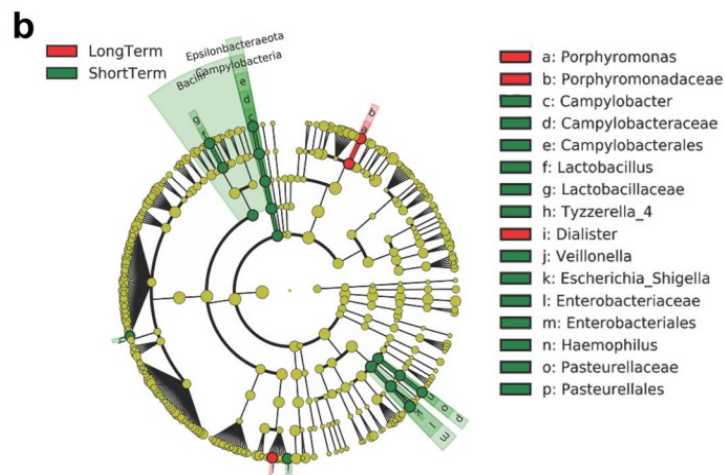 b
LongTerm
ShortTerm
Epsilonbacteraeota
Campylobacteria
Bacilli
e
d
c
g
f
b
a
h
n
o
p
k
l
m
a: Porphyromonas
b: Porphyromonadaceae
c: Campylobacter
d: Campylobacteraceae
e: Campylobacterales
f: Lactobacillus
g: Lactobacillaceae
h: Tyzzerella_4
i: Dialister
j: Veillonella
k: Escherichia_Shigella
l: Enterobacteriaceae
m: Enterobacteriales
n: Haemophilus
o: Pasteurellaceae
p: Pasteurellales